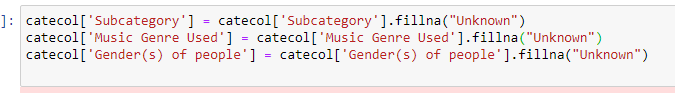 ]: catecol['Subcategory'] = catecol['Subcategory'].fillna("Unknown")
catecol['Music Genre Used'] = catecol['Music Genre Used'].fillna("Unknown")
catecol['Gender(s) of people'] = catecol['Gender(s) of people'].fillna("Unknown")